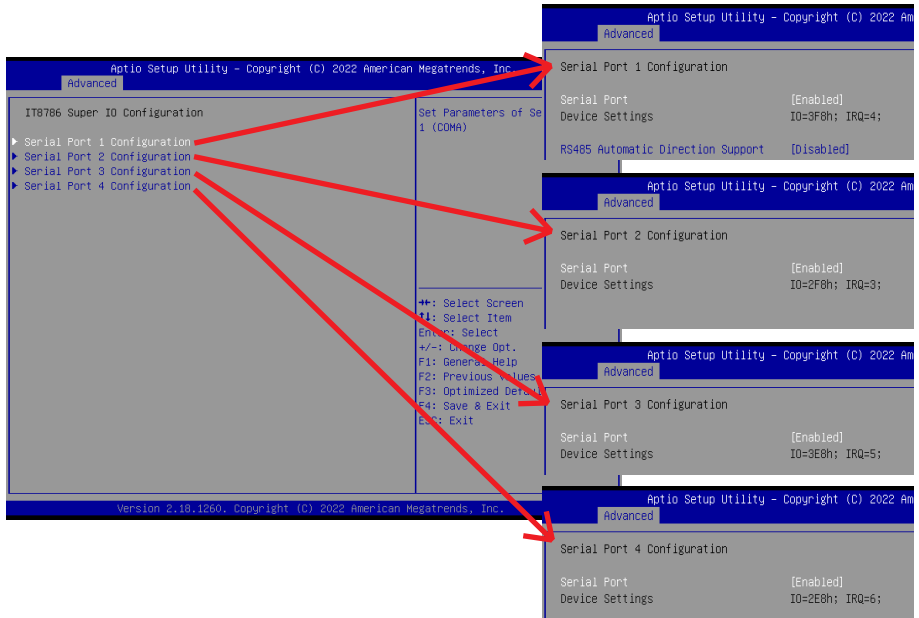 Aptio Setup Utility – Copyright (C) 2022 American Megatrends, Inc.
Advanced
IT8786 Super IO Configuration
Serial Port 1 Configuration
Serial Port 2 Configuration
Serial Port 3 Configuration
Serial Port 4 Configuration
Set Parameters of Se
1 (COMA)
: Select Screen
: Select Item
Enter: Select
+/-: Change Opt.
F1: General Help
F2: Previous Values
F3: Optimized Defau
F4: Save & Exit
ESC: Exit
Version 2.18.1260. Copyright (C) 2022 American Megatrends, Inc.
Aptio Setup Utility – Copyright (C) 2022 Am
Advanced
Serial Port 1 Configuration
Serial Port [Enabled]
Device Settings IO=3F8h; IRQ=4;
RS485 Automatic Direction Support [Disabled]
Aptio Setup Utility – Copyright (C) 2022 Am
Advanced
Serial Port 2 Configuration
Serial Port [Enabled]
Device Settings IO=2F8h; IRQ=3;
Aptio Setup Utility – Copyright (C) 2022 Am
Advanced
Serial Port 3 Configuration
Serial Port [Enabled]
Device Settings IO=3E8h; IRQ=5;
Aptio Setup Utility – Copyright (C) 2022 Am
Advanced
Serial Port 4 Configuration
Serial Port [Enabled]
Device Settings IO=2E8h; IRQ=6;